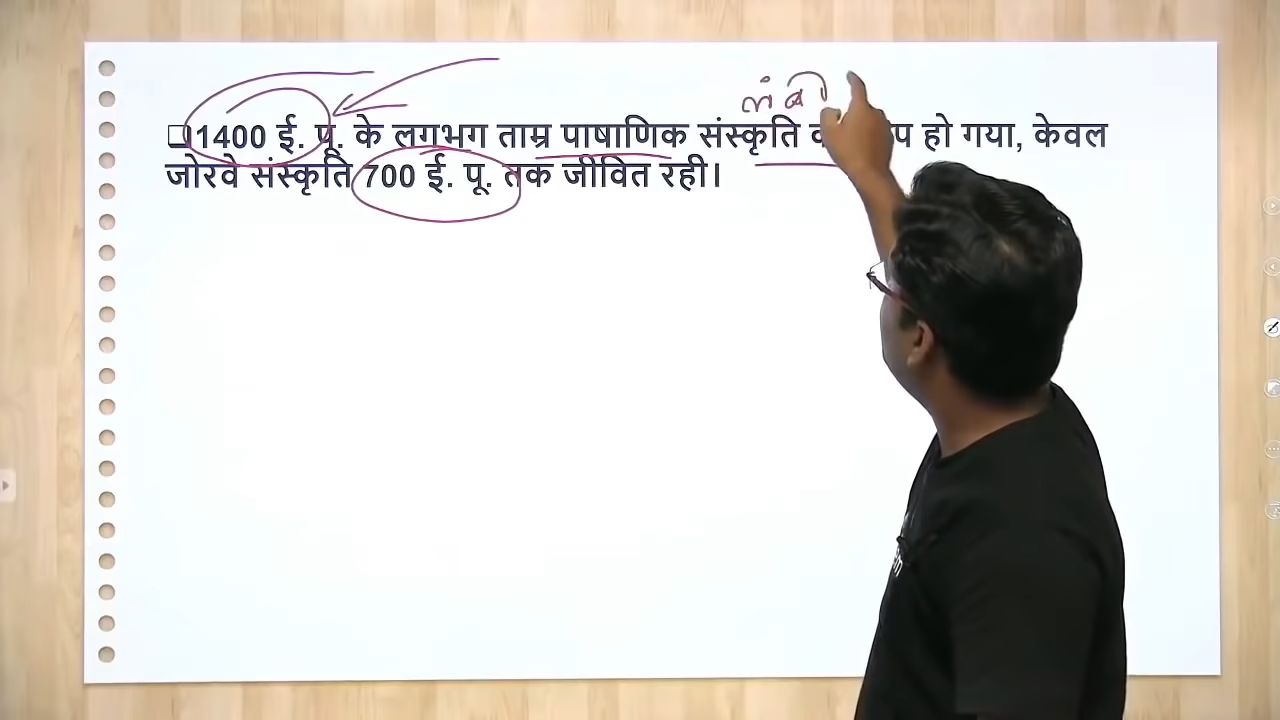 1400 ई. पू. के लगभग ताम्र पाषाणिक संस्कृति हो गया, केवल
जोरवे संस्कृति 700 ई. पू. तक जीवित रही।